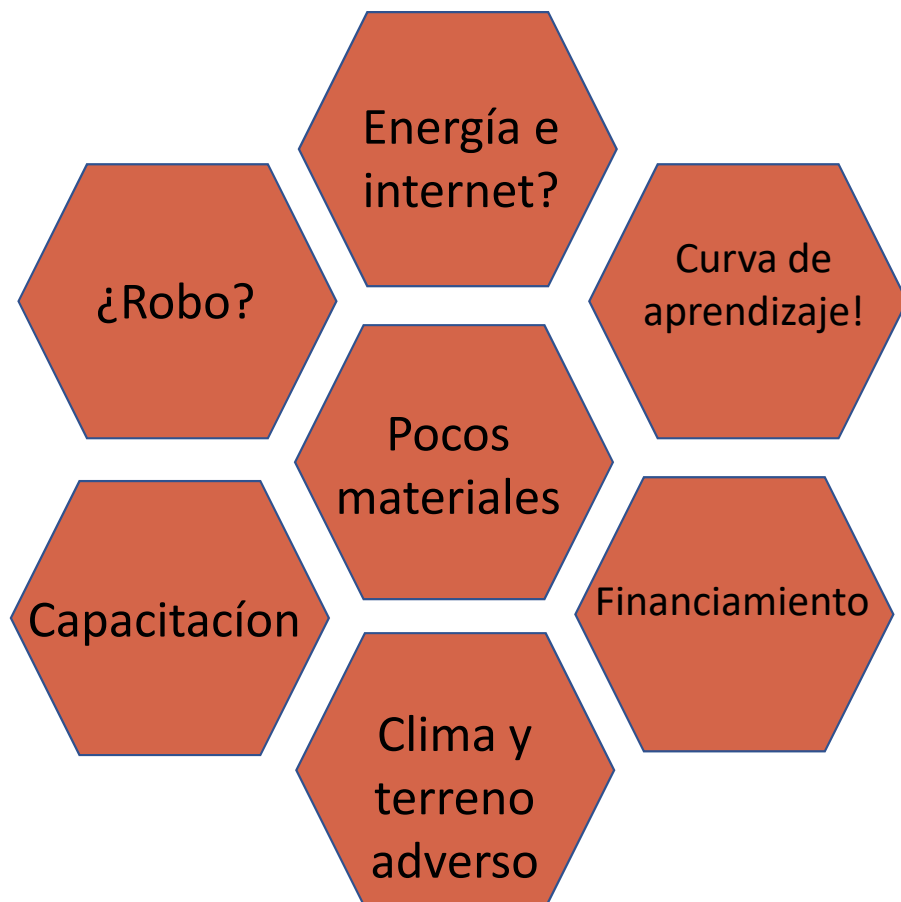 Energía e
internet?
¿Robo?
Curva de
aprendizaje!
Pocos
materiales
Capacitacíon
Financiamiento
Clima y
terreno
adverso